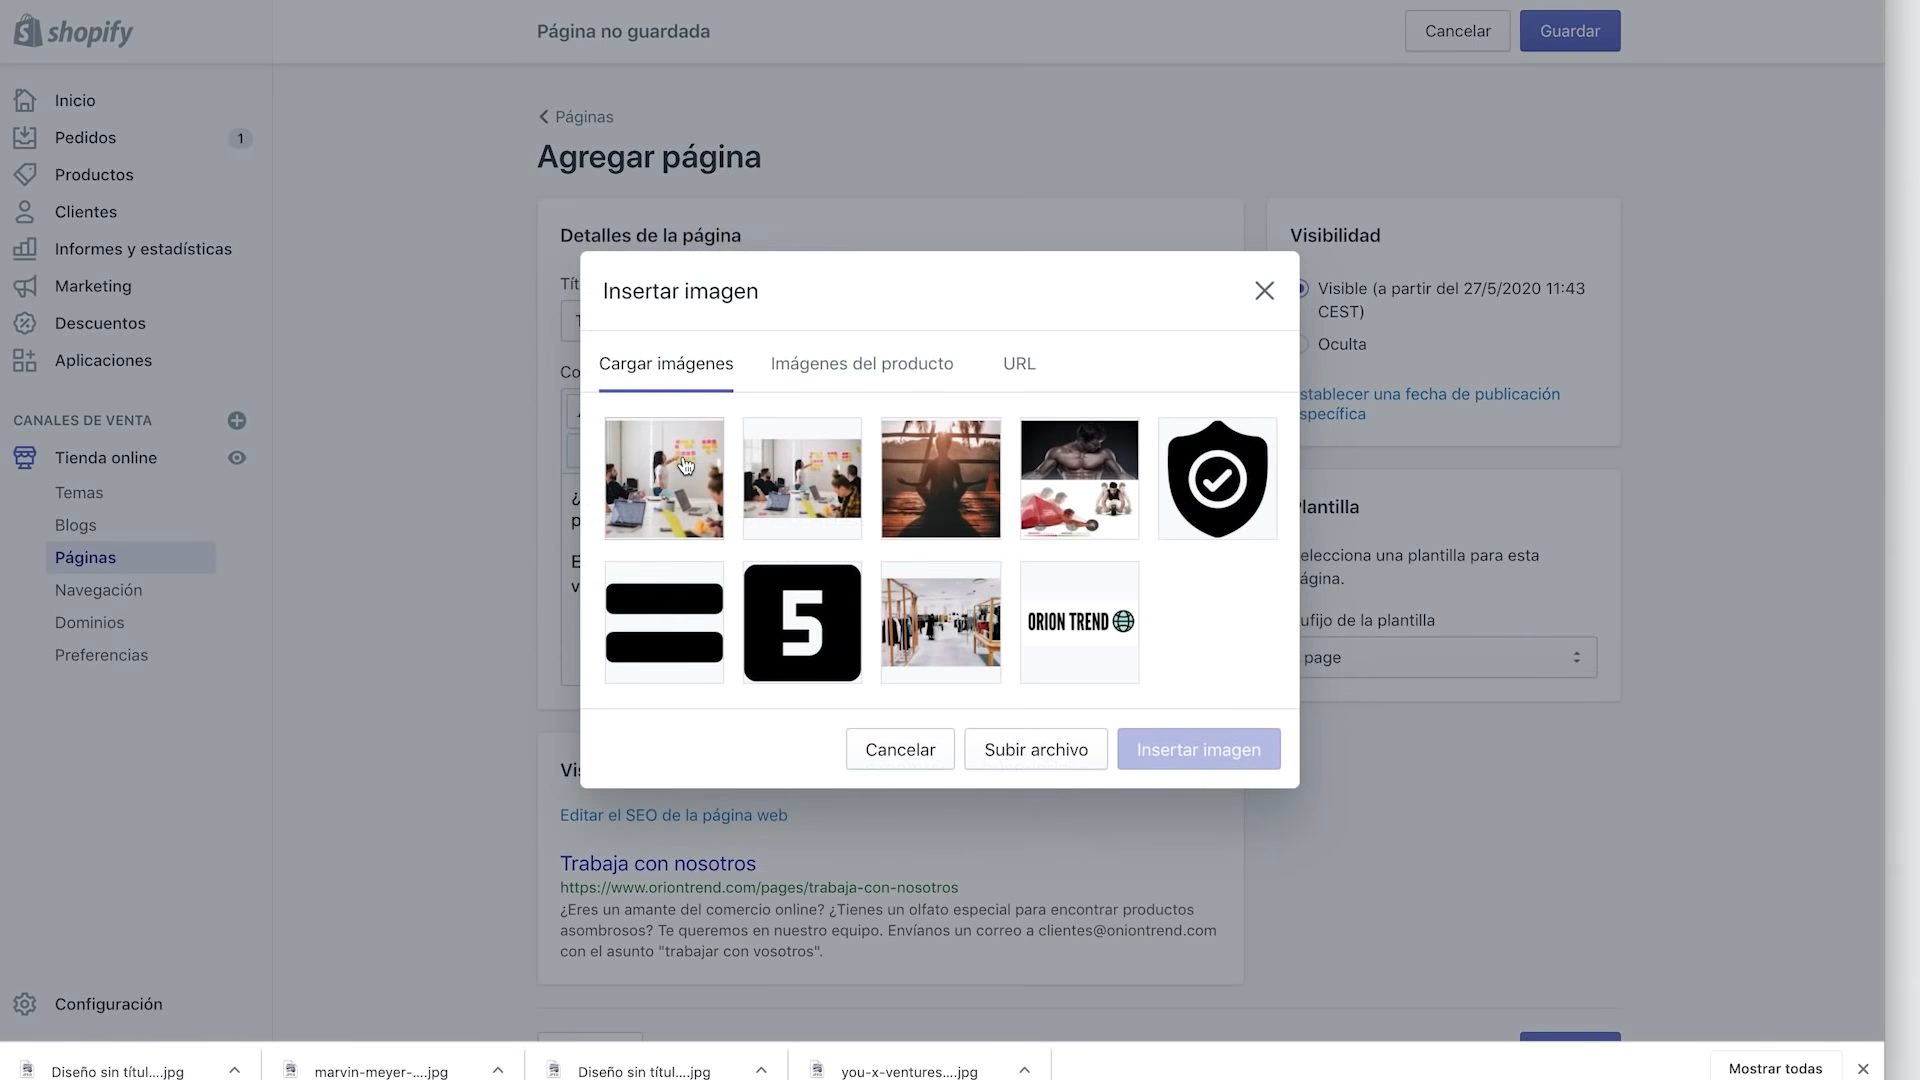 shopify
Página no guardada
Cancelar
Guardar
Inicio
Pedidos
1
Productos
Clientes
Informes y estadísticas
Marketing
Descuentos
Aplicaciones
CANALES DE VENTA
Tienda online
Temas
Blogs
Páginas
Navegación
Dominios
Preferencias
Configuración
Páginas
Agregar página
Detalles de la página
Visibilidad
Visible (a partir del 27/5/2020 11:43
CEST)
Oculta
stablecer una fecha de publicación
specífica
lantilla
elecciona una plantilla para esta
ágina.
ufijo de la plantilla
page
Tít
Co
Insertar imagen
Cargar imágenes
Imágenes del producto
URL
5
ORION TREND
Cancelar
Subir archivo
Insertar imagen
Vis
Editar el SEO de la página web
Trabaja con nosotros
https://www.oriontrend.com/pages/trabaja-con-nosotros
¿Eres un amante del comercio online? ¿Tienes un olfato especial para encontrar productos
asombrosos? Te queremos en nuestro equipo. Envíanos un correo a clientes@oniontrend.com
con el asunto "trabajar con vosotros".
Diseño sin títul....jpg
marvin-meyer-....jpg
Diseño sin títul....jpg
you-x-ventures....jpg
Mostrar todas